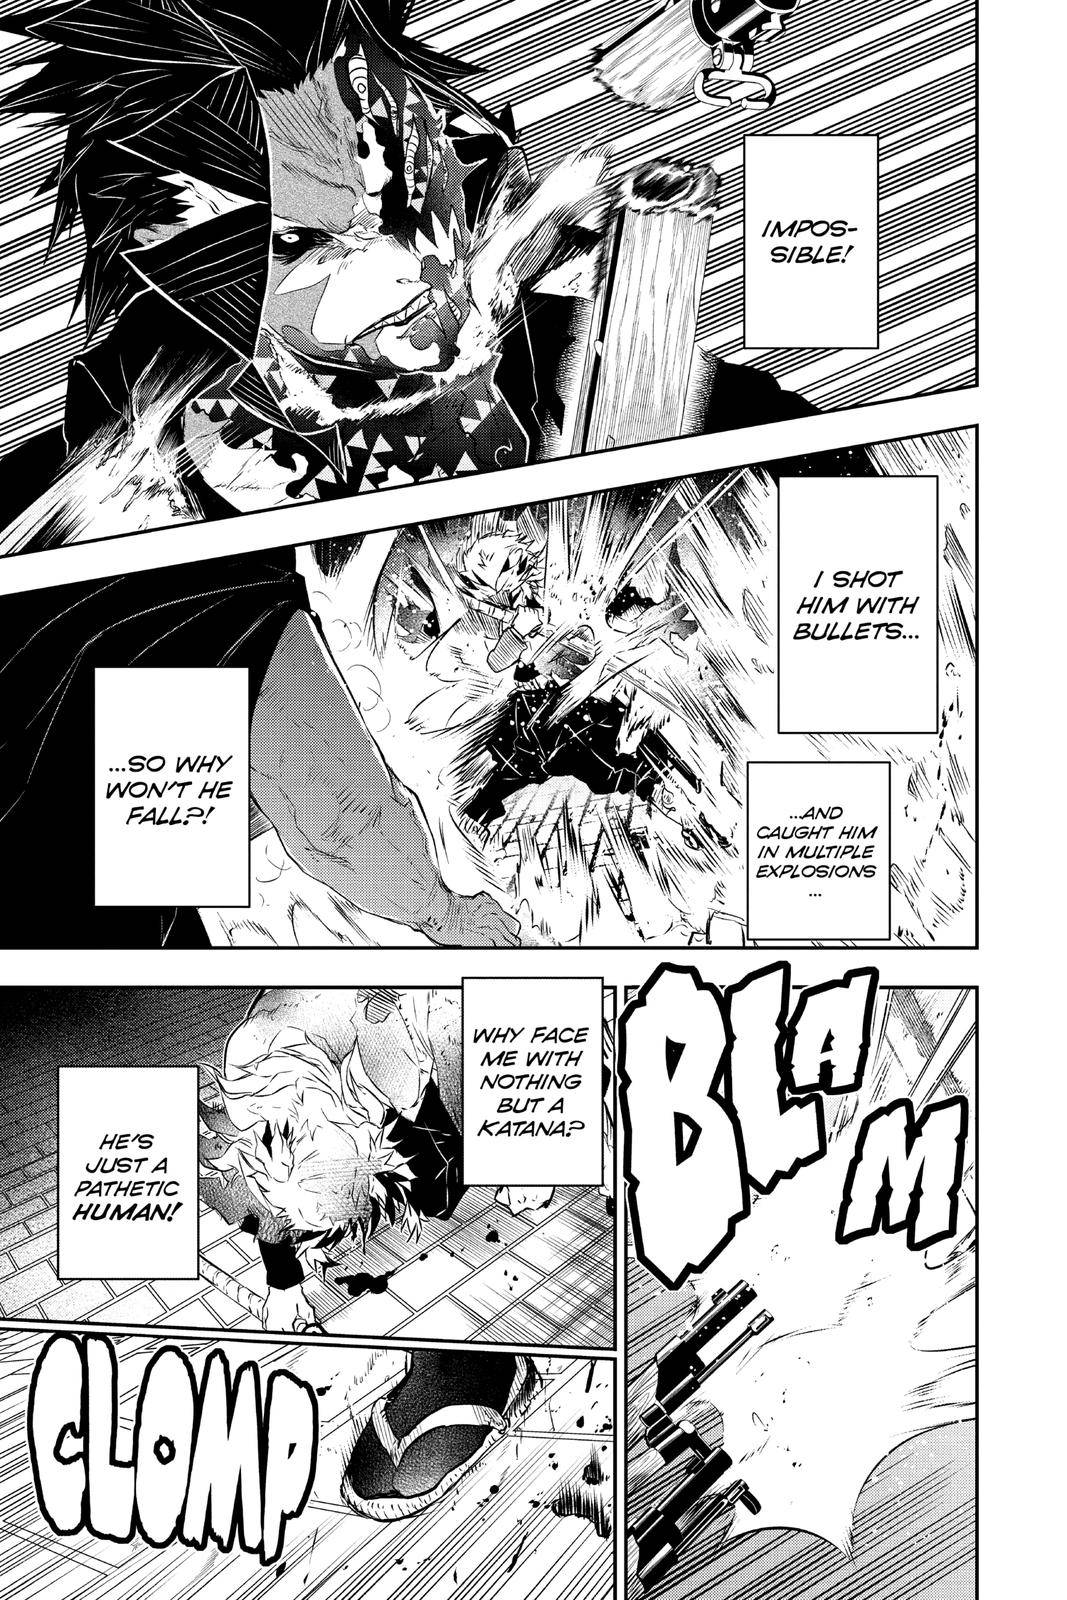 IMPOS-
SIBLE!
I SHOT
HIM WITH
BULLETS...
...AND
CAUGHT HIM
IN MULTIPLE
EXPLOSIONS
...
...SO WHY
WON'T HE
FALL?!
BLAM
WHY FACE
ME WITH
NOTHING
BUT A
KATANA?
HE'S
JUST A
PATHETIC
HUMAN!
CLOMP